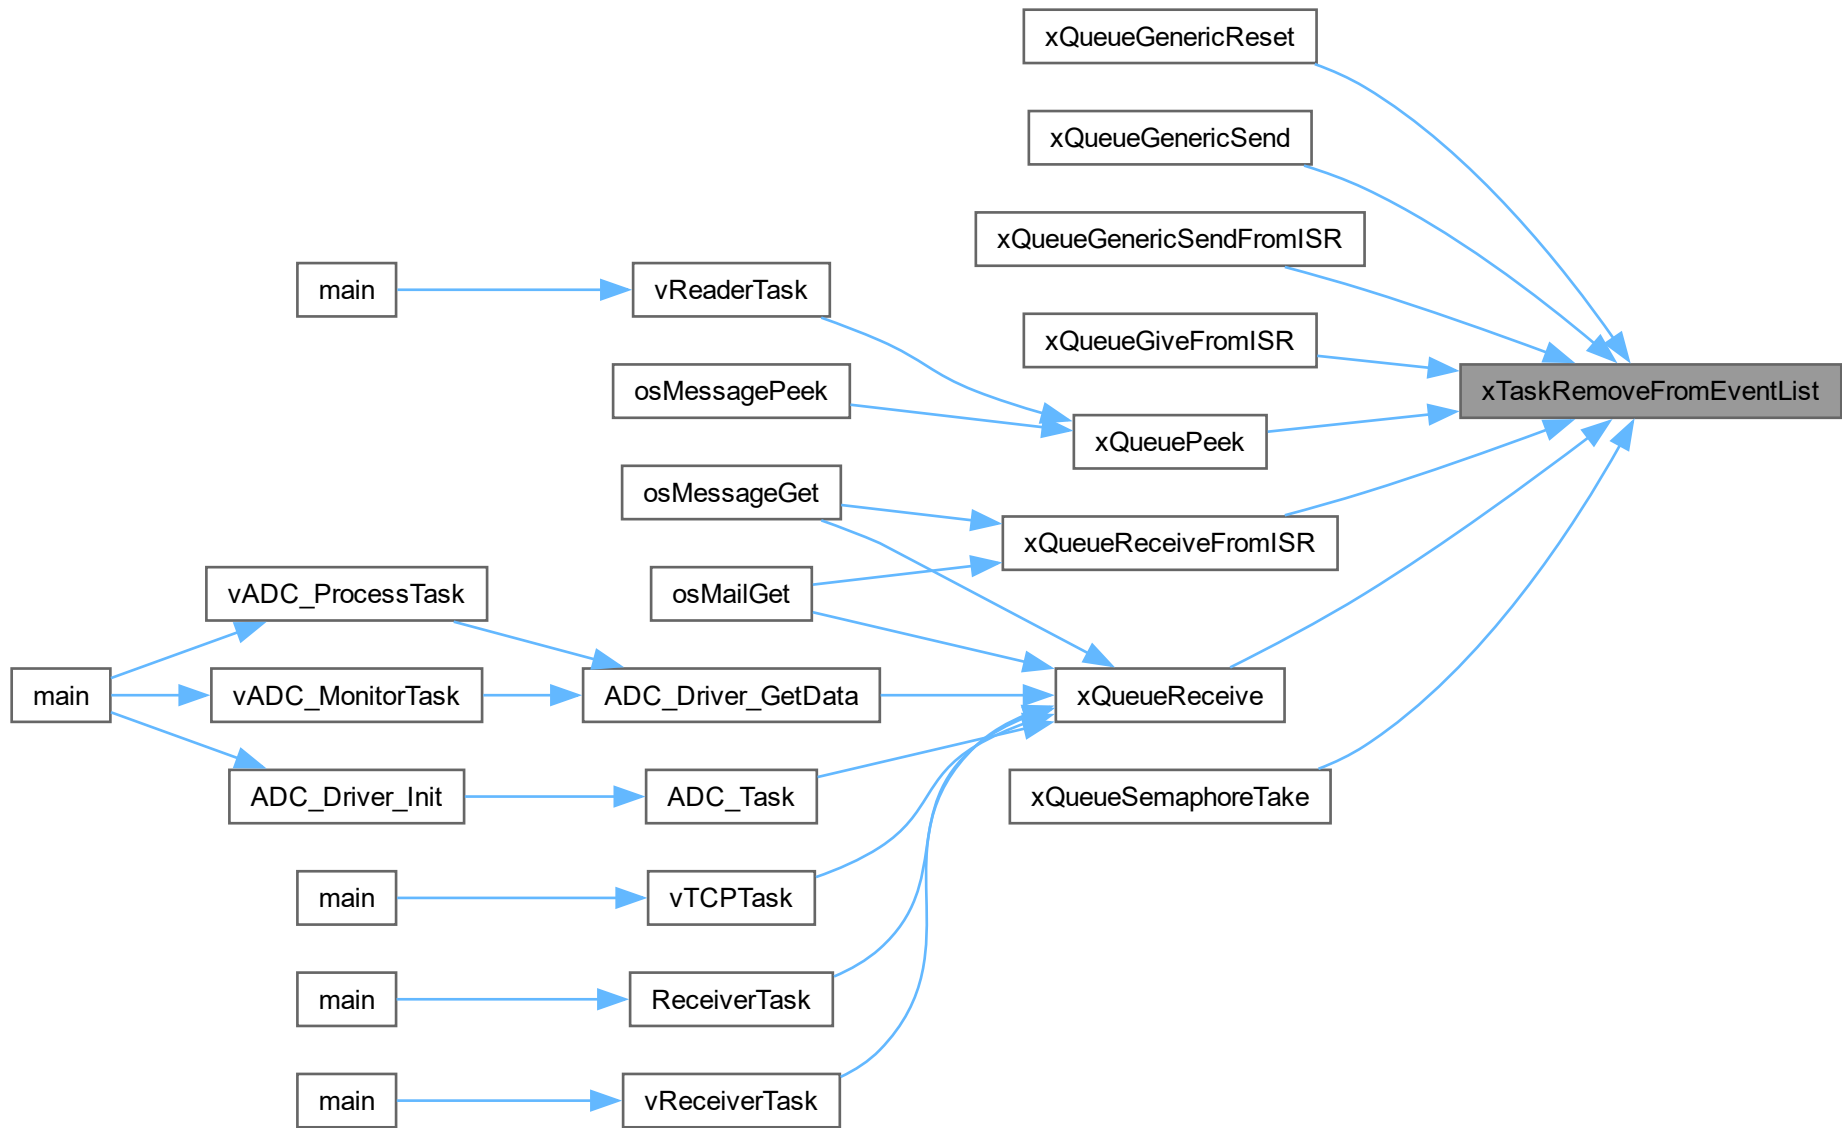 xQueueGenericReset
xQueueGenericSend
xQueueGenericSendFromISR
main
vReaderTask
xQueueGiveFromISR
osMessagePeek
xTaskRemoveFromEventList
xQueuePeek
osMessageGet
xQueueReceiveFromISR
vADC_ProcessTask
osMailGet
main
vADC_MonitorTask
ADC_Driver_GetData
xQueueReceive
ADC_Driver_Init
ADC_Task
xQueueSemaphoreTake
main
vTCPTask
main
ReceiverTask
main
vReceiverTask